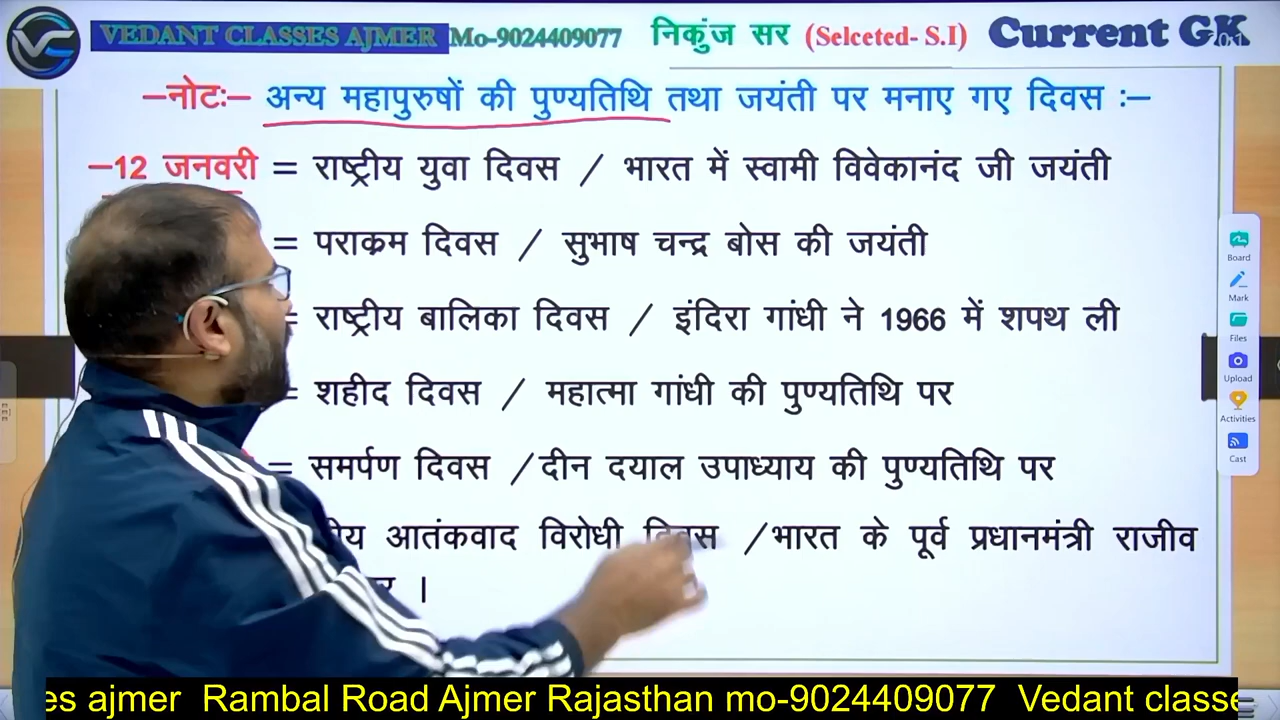 VEDANT CLASSES AJMER Mo-9024409077 निकुंज सर (Selceted- S.I) Current GK
–नोटः– अन्य महापुरुषों की पुण्यतिथि तथा जयंती पर मनाए गए दिवस :–
–12 जनवरी = राष्ट्रीय युवा दिवस / भारत में स्वामी विवेकानंद जी जयंती
= पराक्रम दिवस / सुभाष चन्द्र बोस की जयंती
= राष्ट्रीय बालिका दिवस / इंदिरा गांधी ने 1966 में शपथ ली
= शहीद दिवस / महात्मा गांधी की पुण्यतिथि पर
= समर्पण दिवस /दीन दयाल उपाध्याय की पुण्यतिथि पर
आतंकवाद विरोधी दिवस /भारत के पूर्व प्रधानमंत्री राजीव
।
Board
Mark
Files
Upload
Activities
Cast
es ajmer Rambal Road Ajmer Rajasthan mo-9024409077 Vedant classe